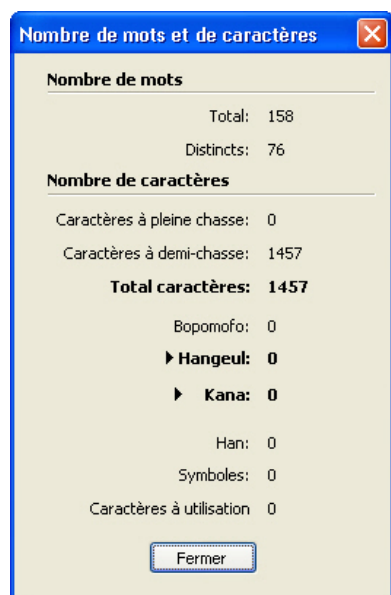 Nombre de mots et de caractères
Nombre de mots
Total: 158
Distincts: 76
Nombre de caractères
Caractères à pleine chasse: 0
Caractères à demi-chasse: 1457
Total caractères: 1457
Bopomofo: 0
Hangeul: 0
Kana: 0
Han: 0
Symboles: 0
Caractères à utilisation 0
Fermer